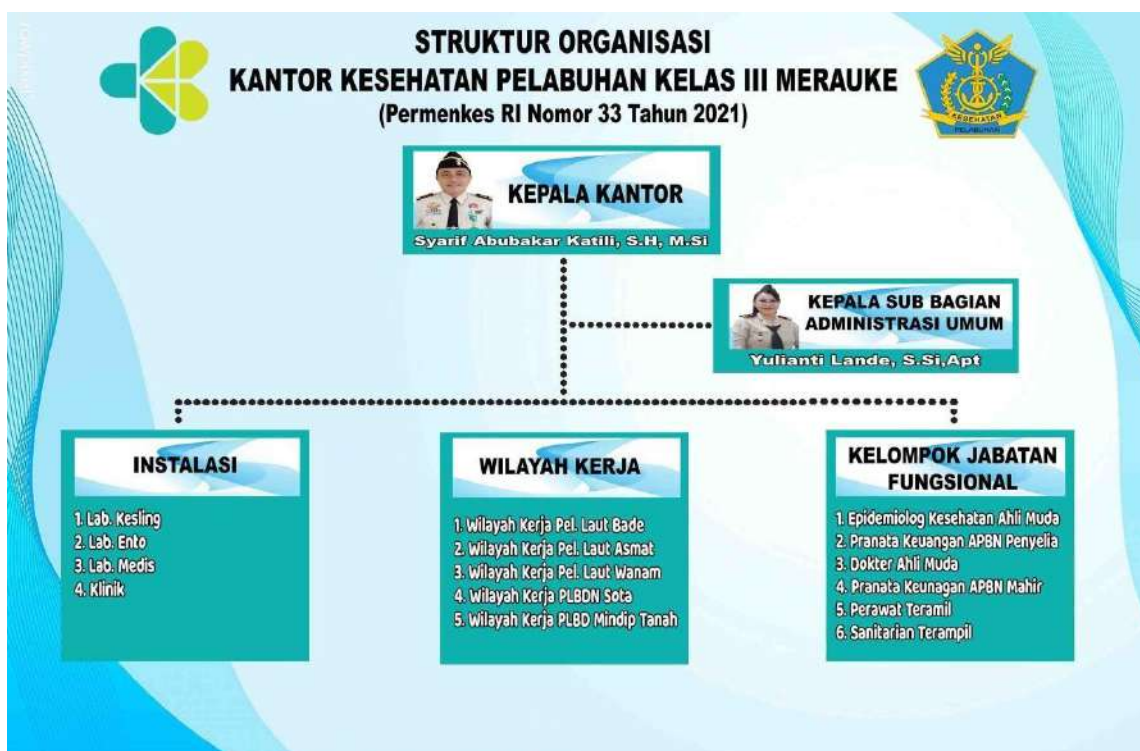 STRUKTUR ORGANISASI
KANTOR KESEHATAN PELABUHAN KELAS III MERAUKE
(Permenkes RI Nomor 33 Tahun 2021)
KESEHATAN
PELABUHAN
KEPALA KANTOR
Syarif Abubakar Katili, S.H, M.Si
KEPALA SUB BAGIAN
ADMINISTRASI UMUM
Yulianti Lande, S.Si,Apt
INSTALASI
1. Lab. Kesling
2. Lab. Ento
3. Lab. Medis
4. Klinik
WILAYAH KERJA
1. Wilayah Kerja Pel. Laut Bade
2. Wilayah Kerja Pel. Laut Asmat
3. Wilayah Kerja Pel. Laut Wanam
4. Wilayah Kerja PLBDN Sota
5. Wilayah Kerja PLBD Mindip Tanah
KELOMPOK JABATAN
FUNGSIONAL
1. Epidemiolog Kesehatan Ahli Muda
2. Pranata Keuangan APBN Penyelia
3. Dokter Ahli Muda
4. Pranata Keunagan APBN Mahir
5. Perawat Teramil
6. Sanitarian Terampil